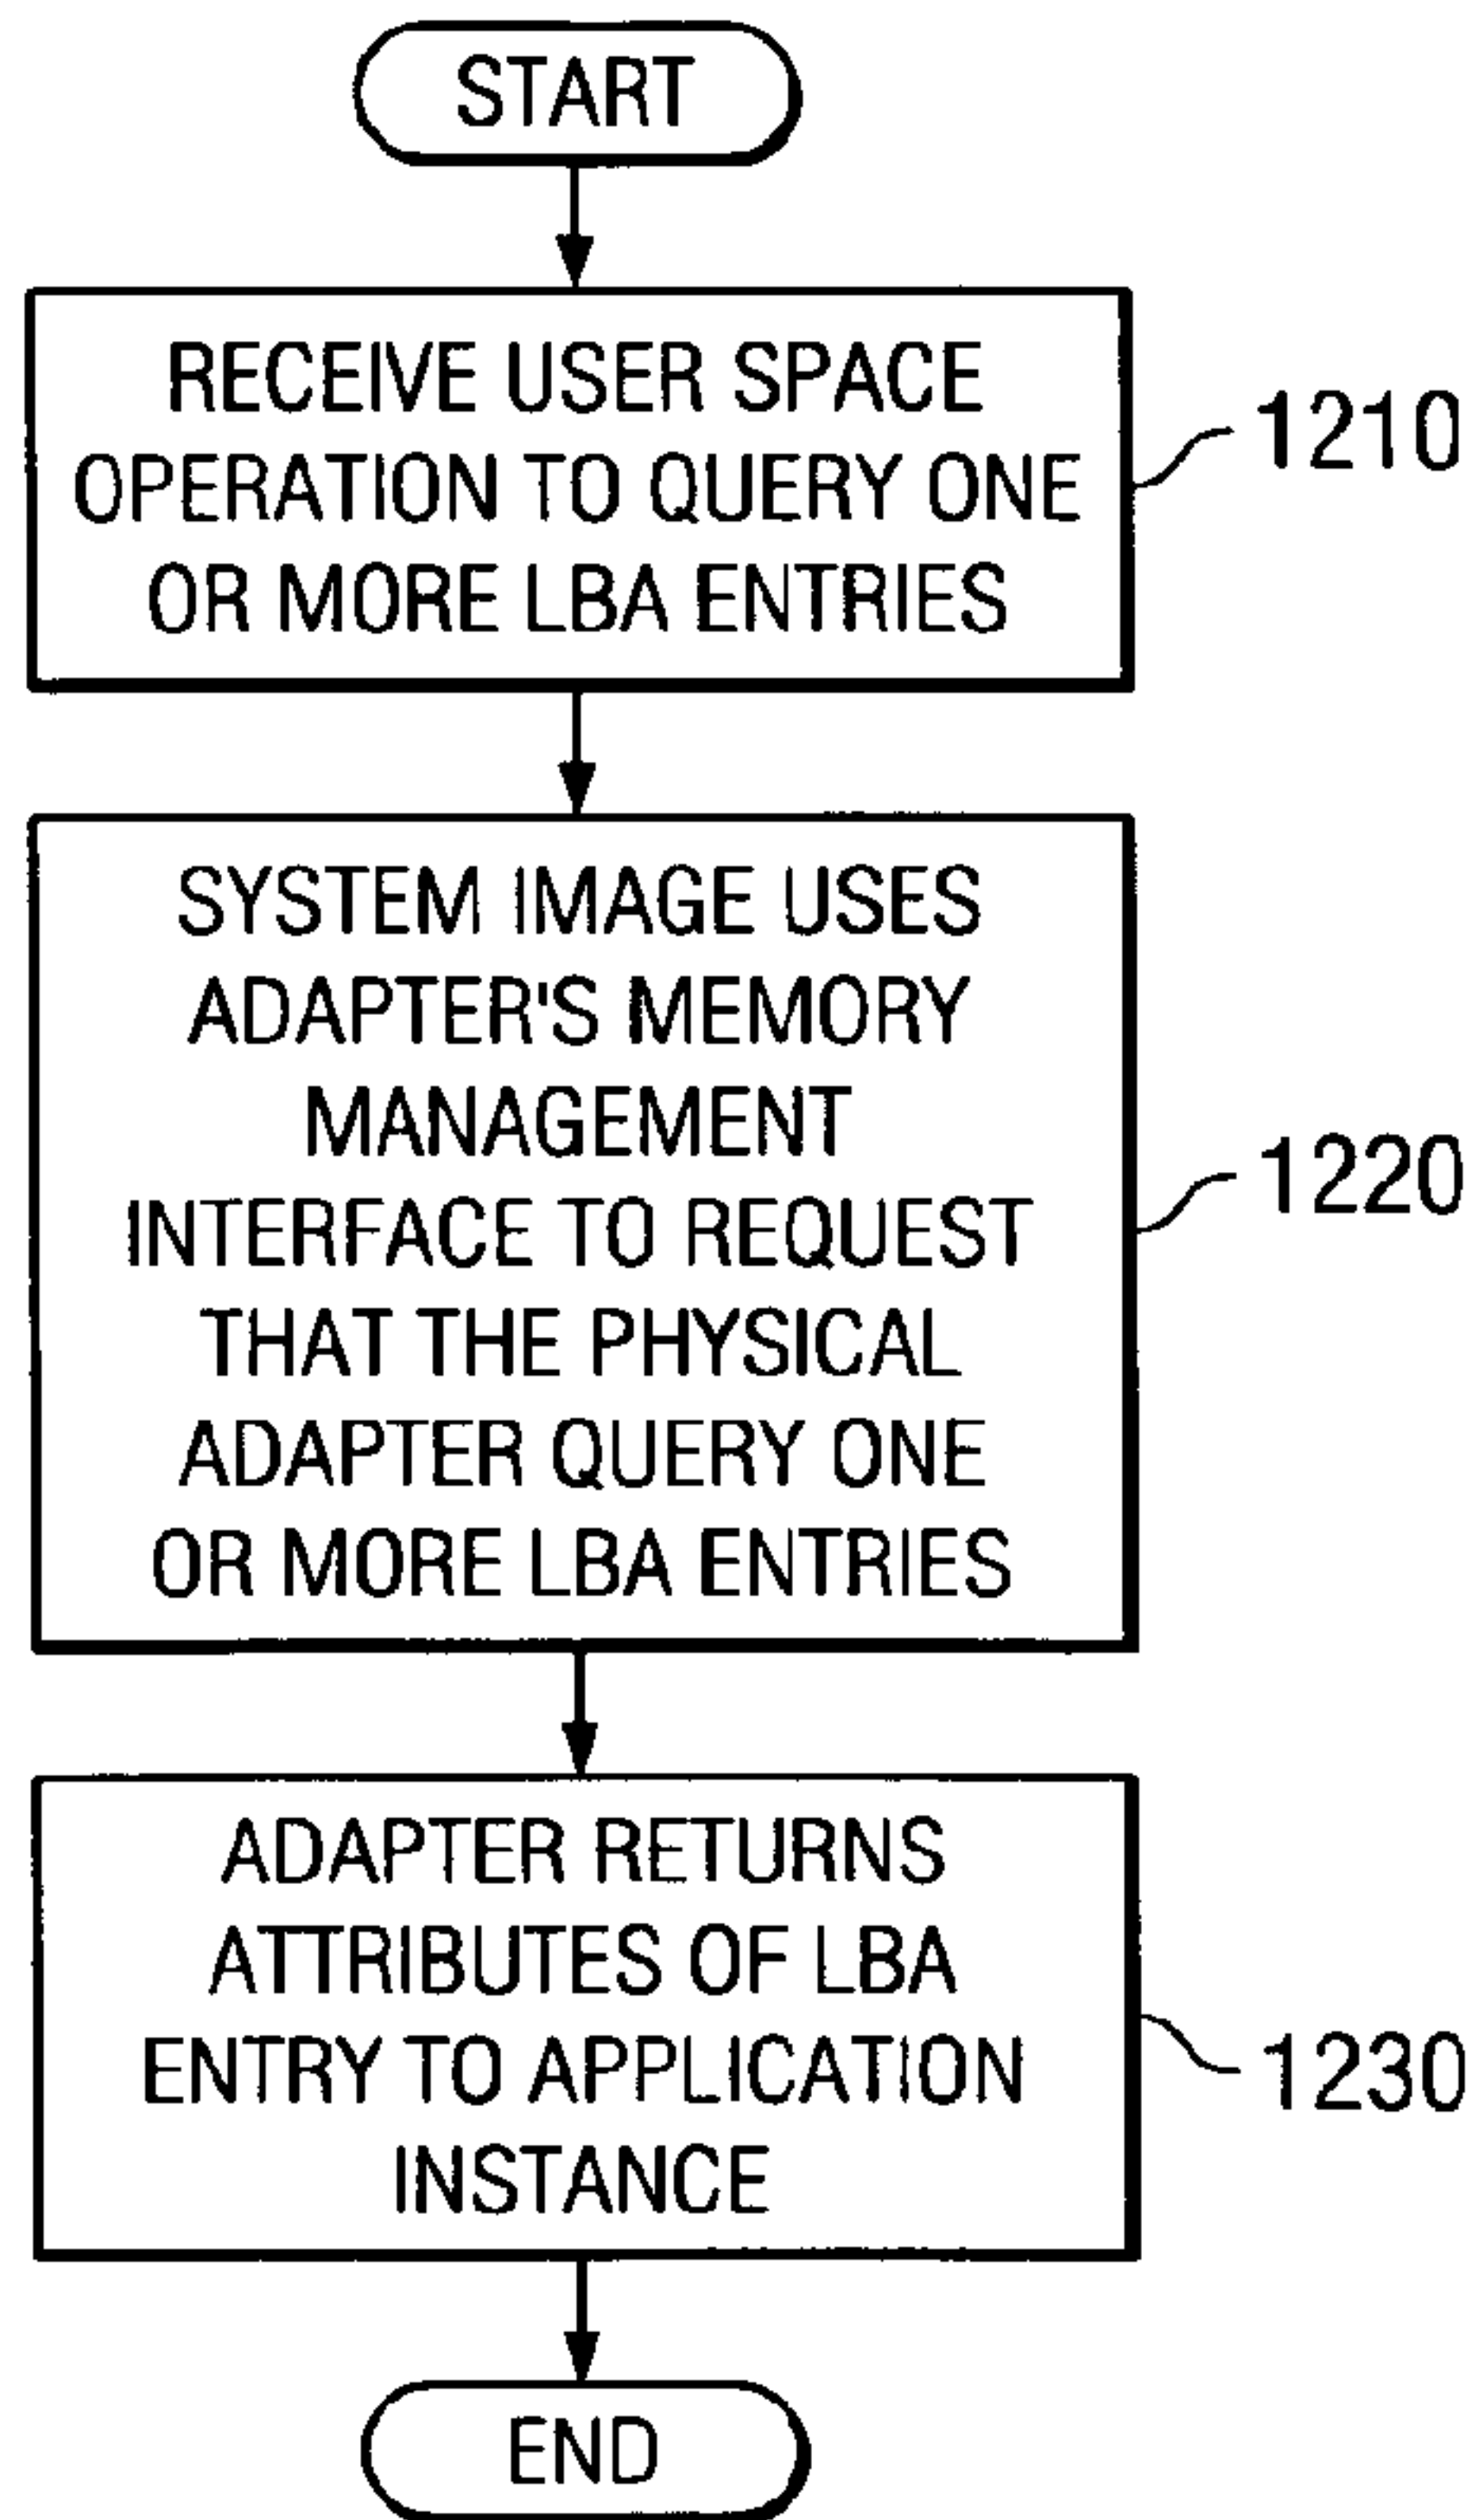 START
RECEIVE USER SPACE
OPERATION TO QUERY ONE
OR MORE LBA ENTRIES
1210
SYSTEM IMAGE USES
ADAPTER'S MEMORY
MANAGEMENT
INTERFACE TO REQUEST
THAT THE PHYSICAL
ADAPTER QUERY ONE
OR MORE LBA ENTRIES
1220
ADAPTER RETURNS
ATTRIBUTES OF LBA
ENTRY TO APPLICATION
INSTANCE
1230
END